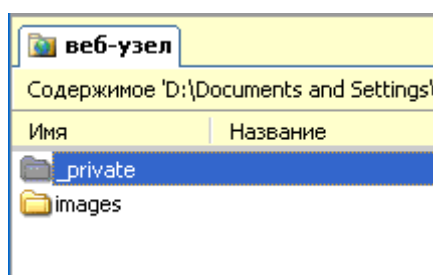 веб-узел
Содержимое 'D:\Documents and Settings\
Имя Название
_private
images